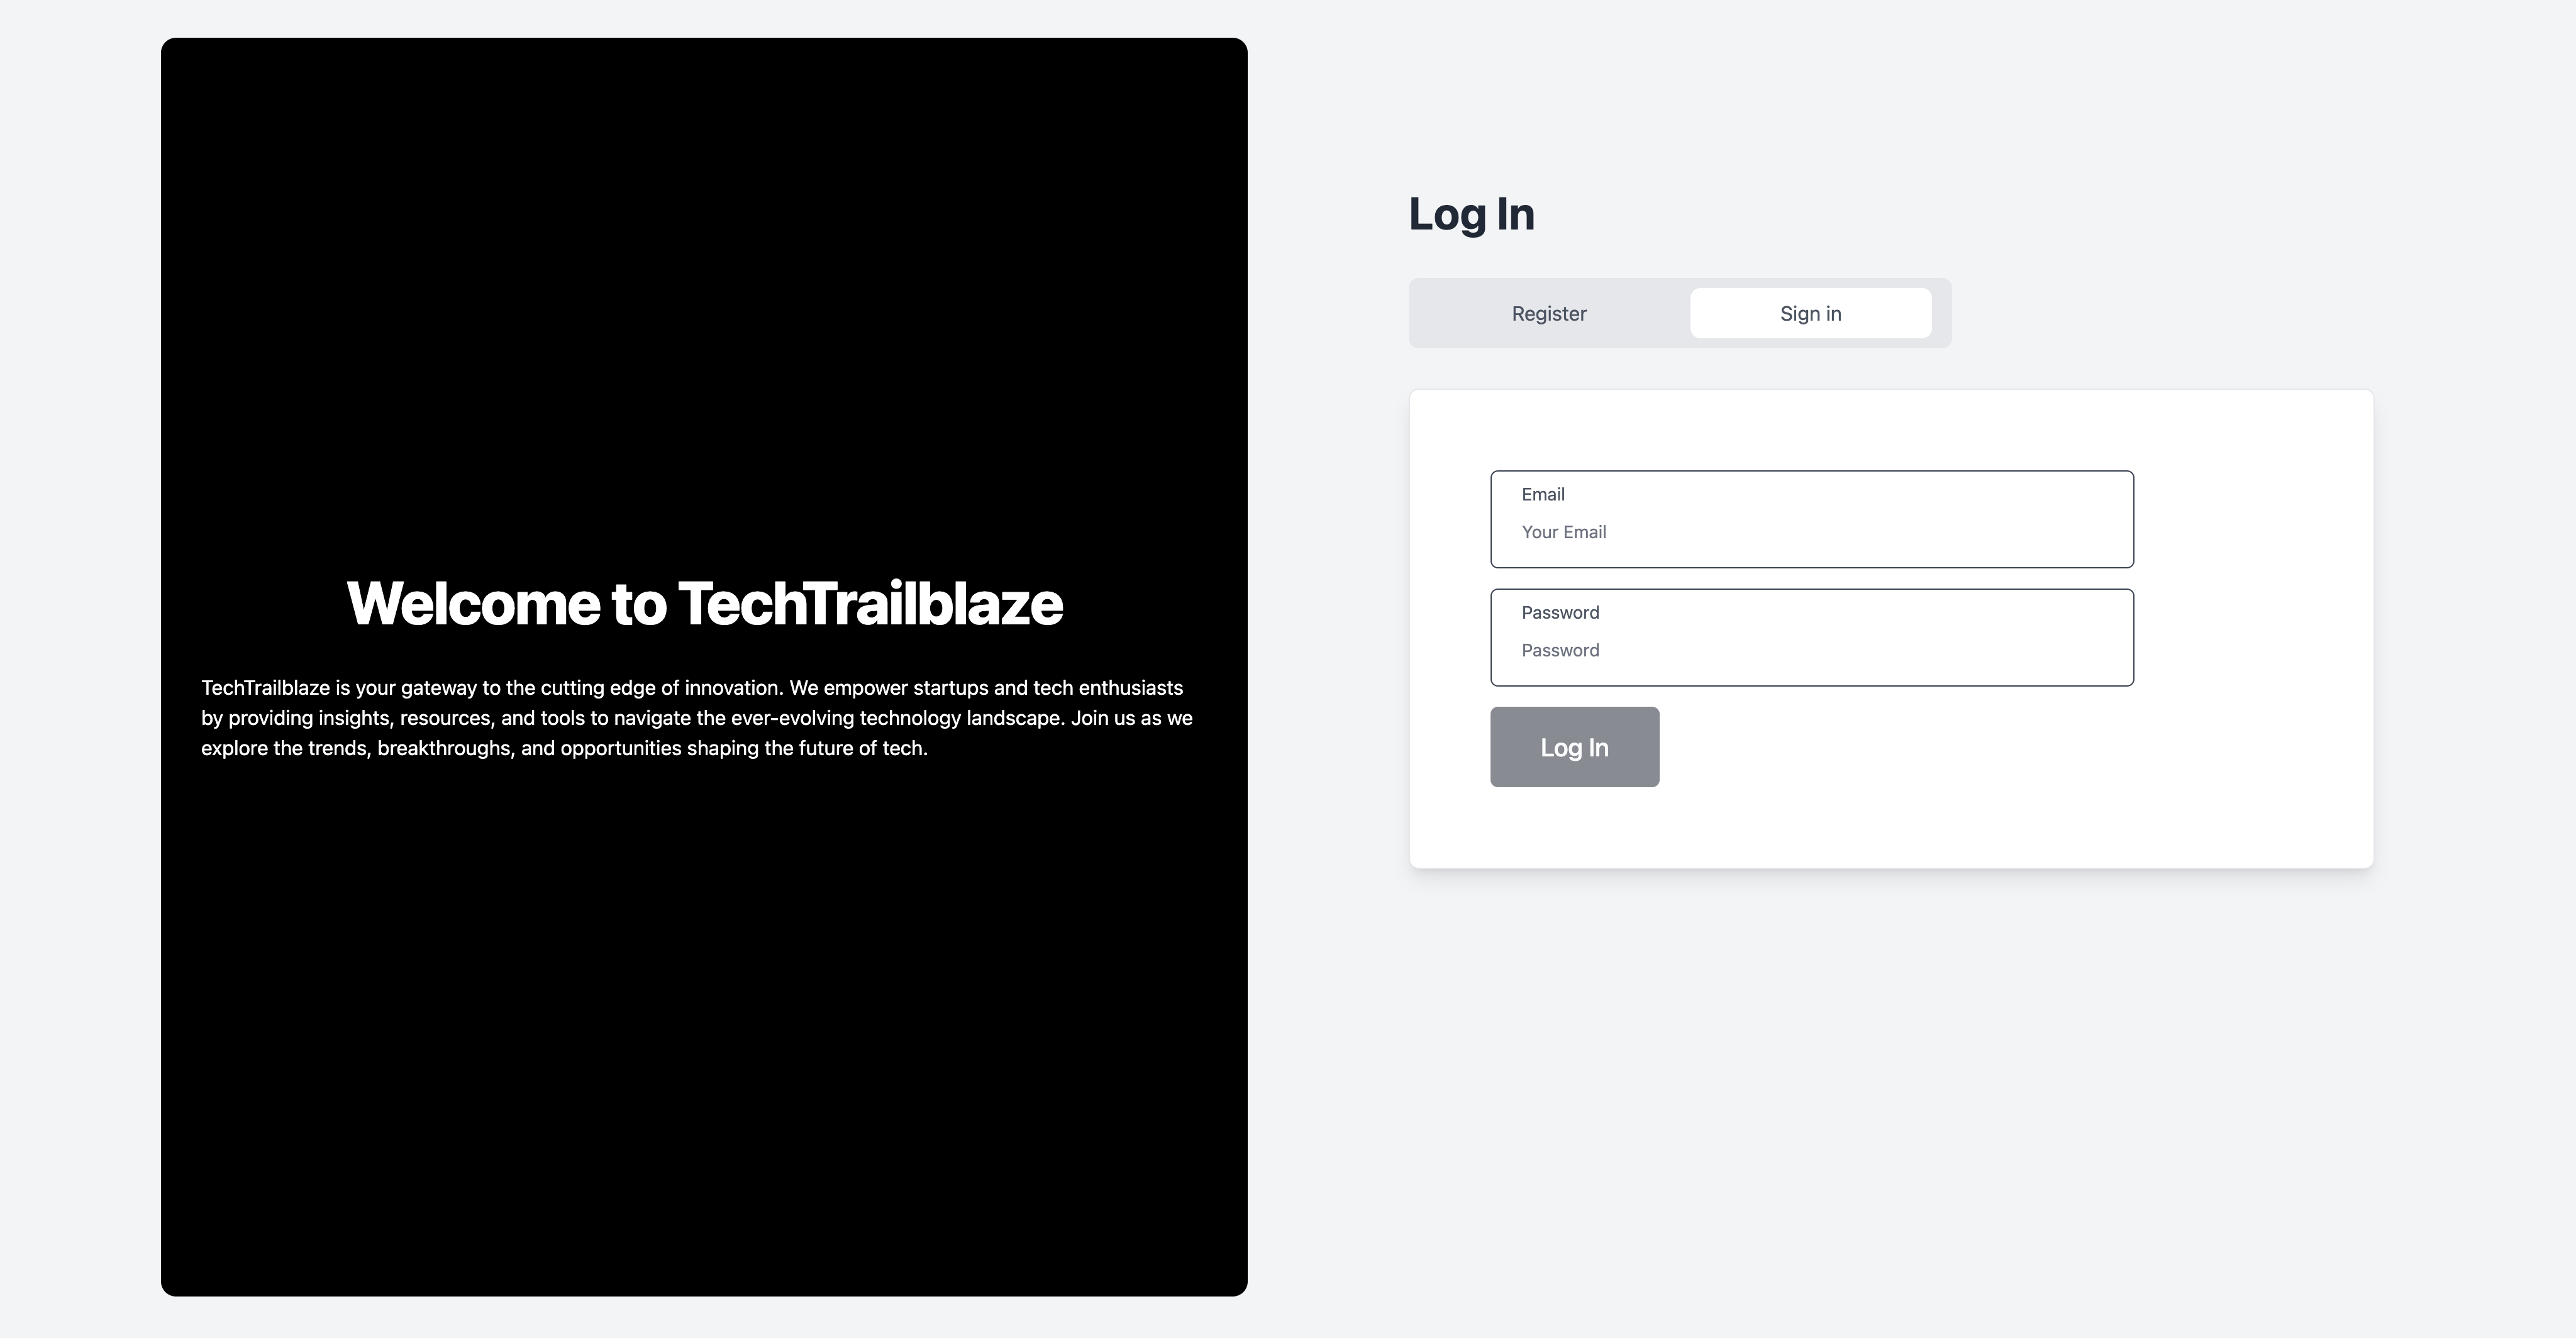 Welcome to TechTrailblaze
TechTrailblaze is your gateway to the cutting edge of innovation. We empower startups and tech enthusiasts
by providing insights, resources, and tools to navigate the ever-evolving technology landscape. Join us as we
explore the trends, breakthroughs, and opportunities shaping the future of tech.
Log In
Register
Sign in
Email
Your Email
Password
Password
Log In